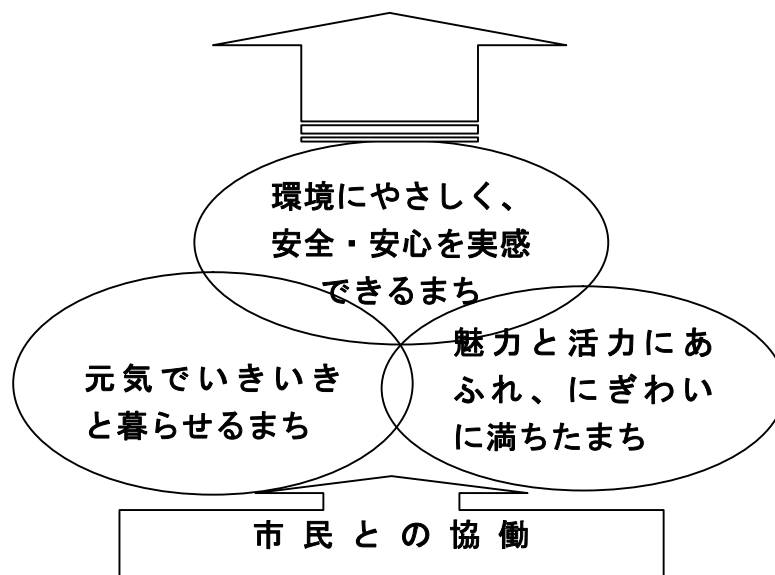 環境にやさしく、
安全・安心を実感
できるまち
元気でいきいき
と暮らせるまち
魅力と活力にあ
ふれ、にぎわい
に満ちたまち
市民との協働